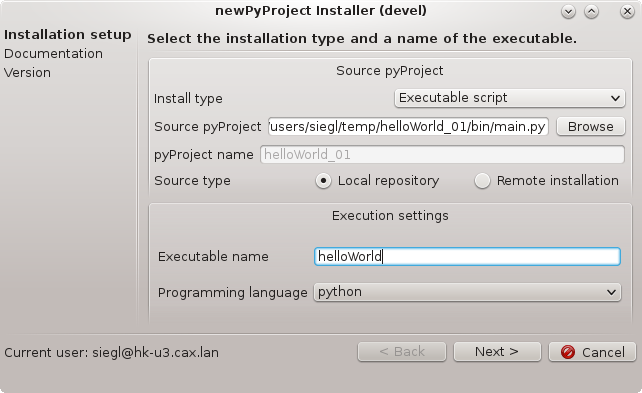 newPyProject Installer (devel)
Installation setup
Documentation
Version
Select the installation type and a name of the executable.
Source pyProject
Install type
Executable script
Source pyProject
/users/siegl/temp/helloWorld_01/bin/main.py
Browse
pyProject name
helloWorld_01
Source type
Local repository
Remote installation
Execution settings
Executable name
helloWorld
Programming language
python
Current user: siegl@hk-u3.cax.lan
< Back
Next >
Cancel